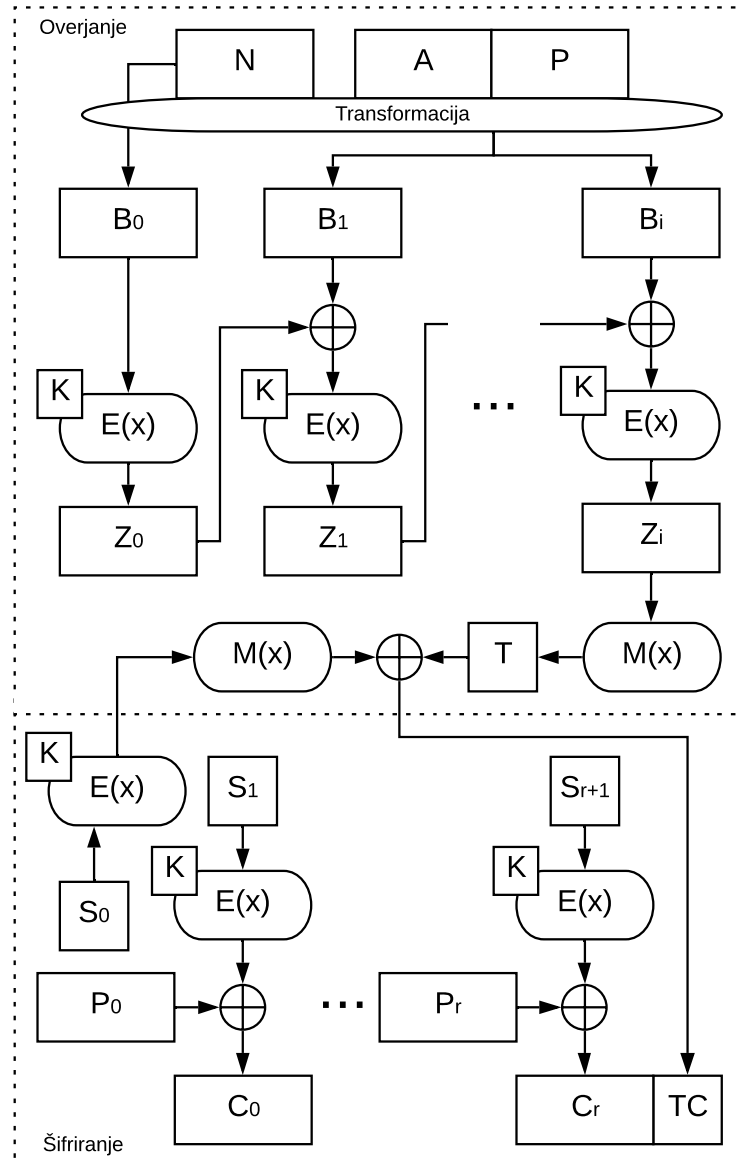 Overjanje
N A P
Transformacija
B0 B1 Bi
K K K
E(x) E(x) E(x)
...
Z0 Z1 Zi
M(x) T M(x)
K
E(x) S1 Sr+1
K K
S0 E(x) E(x)
P0 ... Pr
C0 Cr TC
Šifriranje